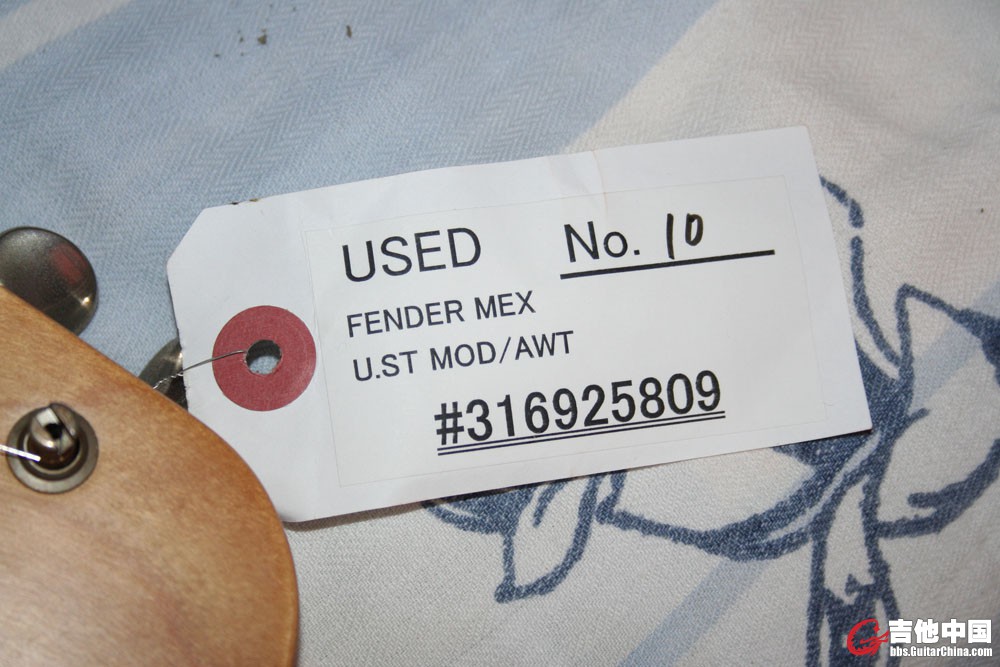 USED No. 10
FENDER MEX
U.ST MOD/AWT
#316925809
吉他中国
bbs.GuitarChina.com